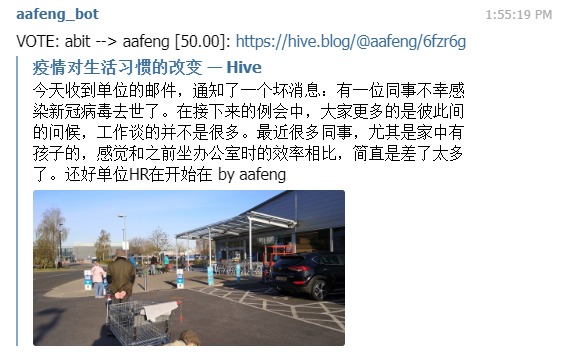 aafeng_bot 1:55:19 PM
VOTE: abit --> aafeng [50.00]: https://hive.blog/@aafeng/6fzr6g
疫情对生活习惯的改变 — Hive
今天收到单位的邮件，通知了一个坏消息：有一位同事不幸感
染新冠病毒去世了。在接下来的例会中，大家更多的是彼此间
的问候，工作谈的并不是很多。最近很多同事，尤其是家中有
孩子的，感觉和之前坐办公室时的效率相比，简直是差了太多
了。还好单位HR在开始在 by aafeng